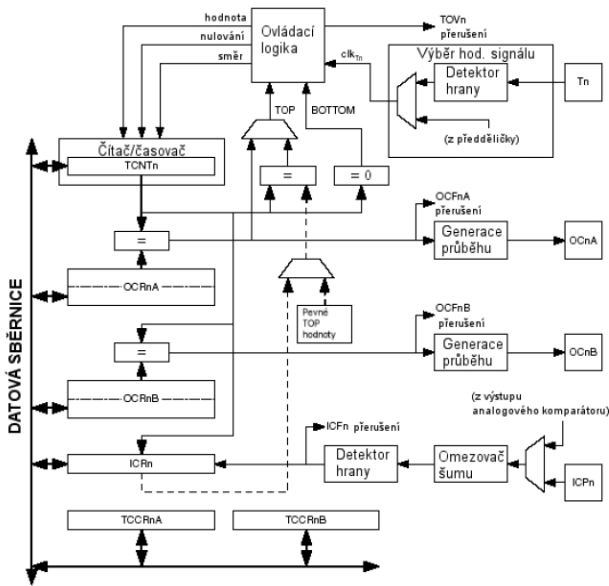 hodnota
nulování
směr
Ovládací
logika
TOVn
přerušení
clkTn
Výběr hod. signálu
Detektor
hrany
Tn
(z předděličky)
TOP
BOTTOM
Čítač/časovač
TCNTn
=
= 0
=
OCFnA
přerušení
Generace
průběhu
OCnA
OCRnA
Pevné
TOP
hodnoty
=
OCFnB
přerušení
Generace
průběhu
OCnB
OCRnB
(z výstupu
analogového komparátoru)
ICFn přerušení
ICRn
Detektor
hrany
Omezovač
šumu
ICPn
TCCRnA
TCCRnB
DATOVÁ SBĚRNICE